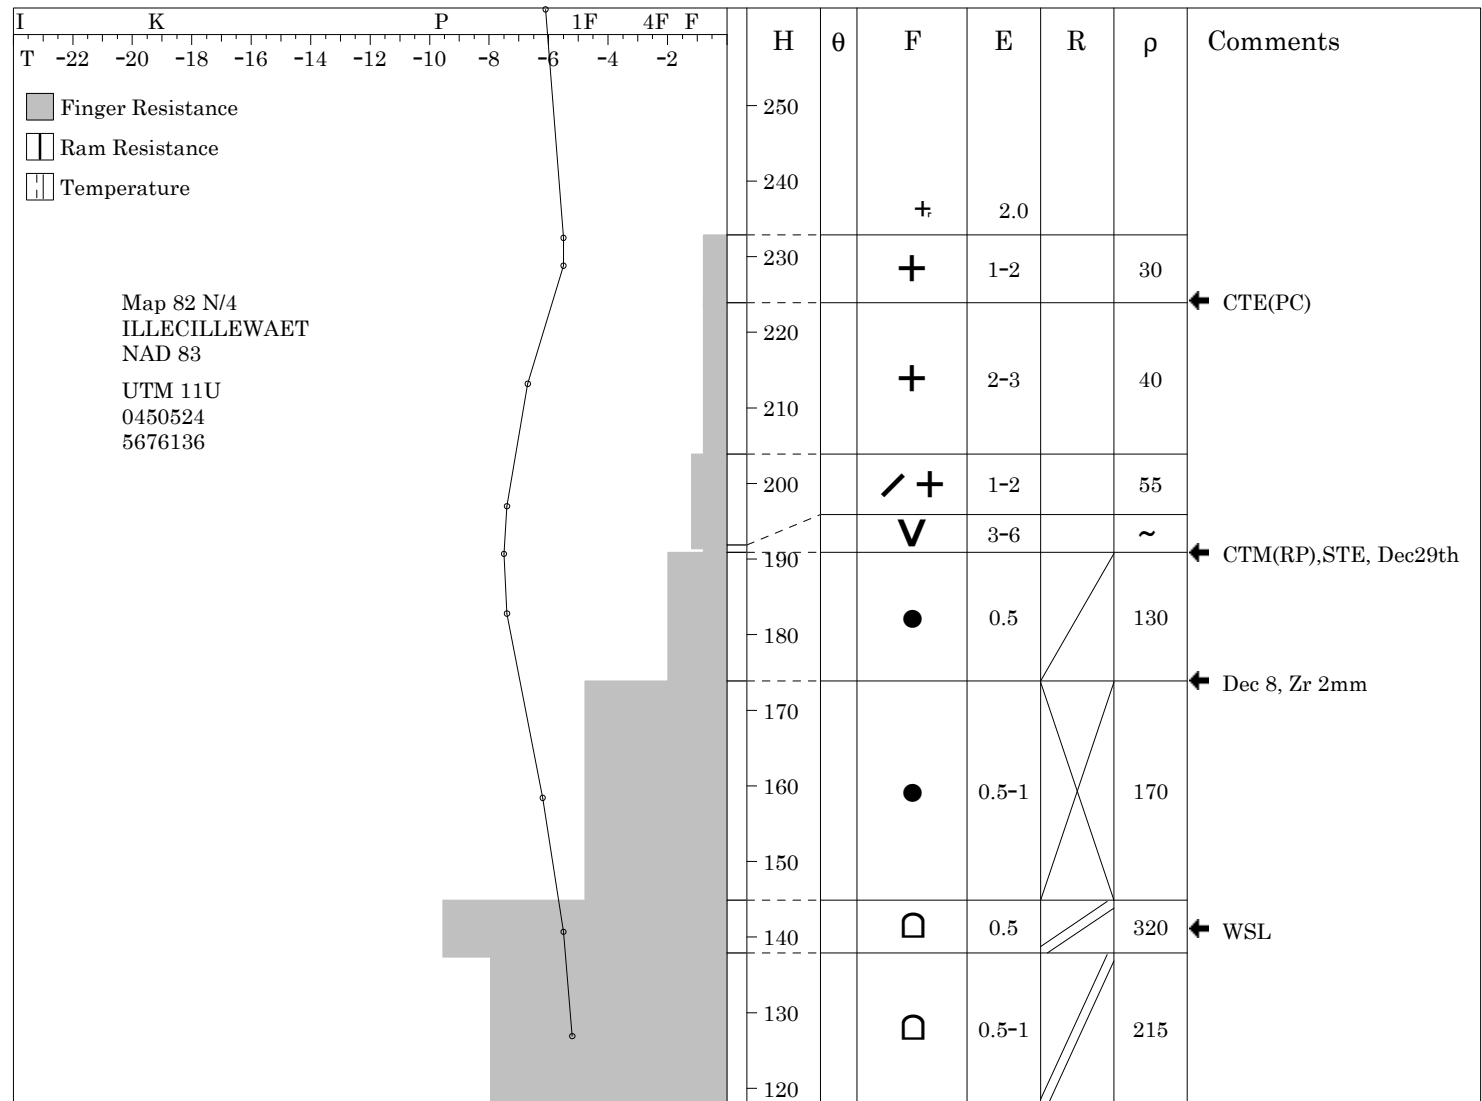 I K P 1F 4F F
T -22 -20 -18 -16 -14 -12 -10 -8 -6 -4 -2
H θ F E R ρ Comments
Finger Resistance
Ram Resistance
Temperature
250
240
2.0
230
1-2 30
Map 82 N/4
ILLECILLEWAET
NAD 83
UTM 11U
0450524
5676136
CTE(PC)
220
2-3 40
210
200
1-2 55
3-6 ~
190
CTM(RP),STE, Dec29th
0.5 130
180
Dec 8, Zr 2mm
170
160
0.5-1 170
150
140
0.5 320
WSL
130
0.5-1 215
120